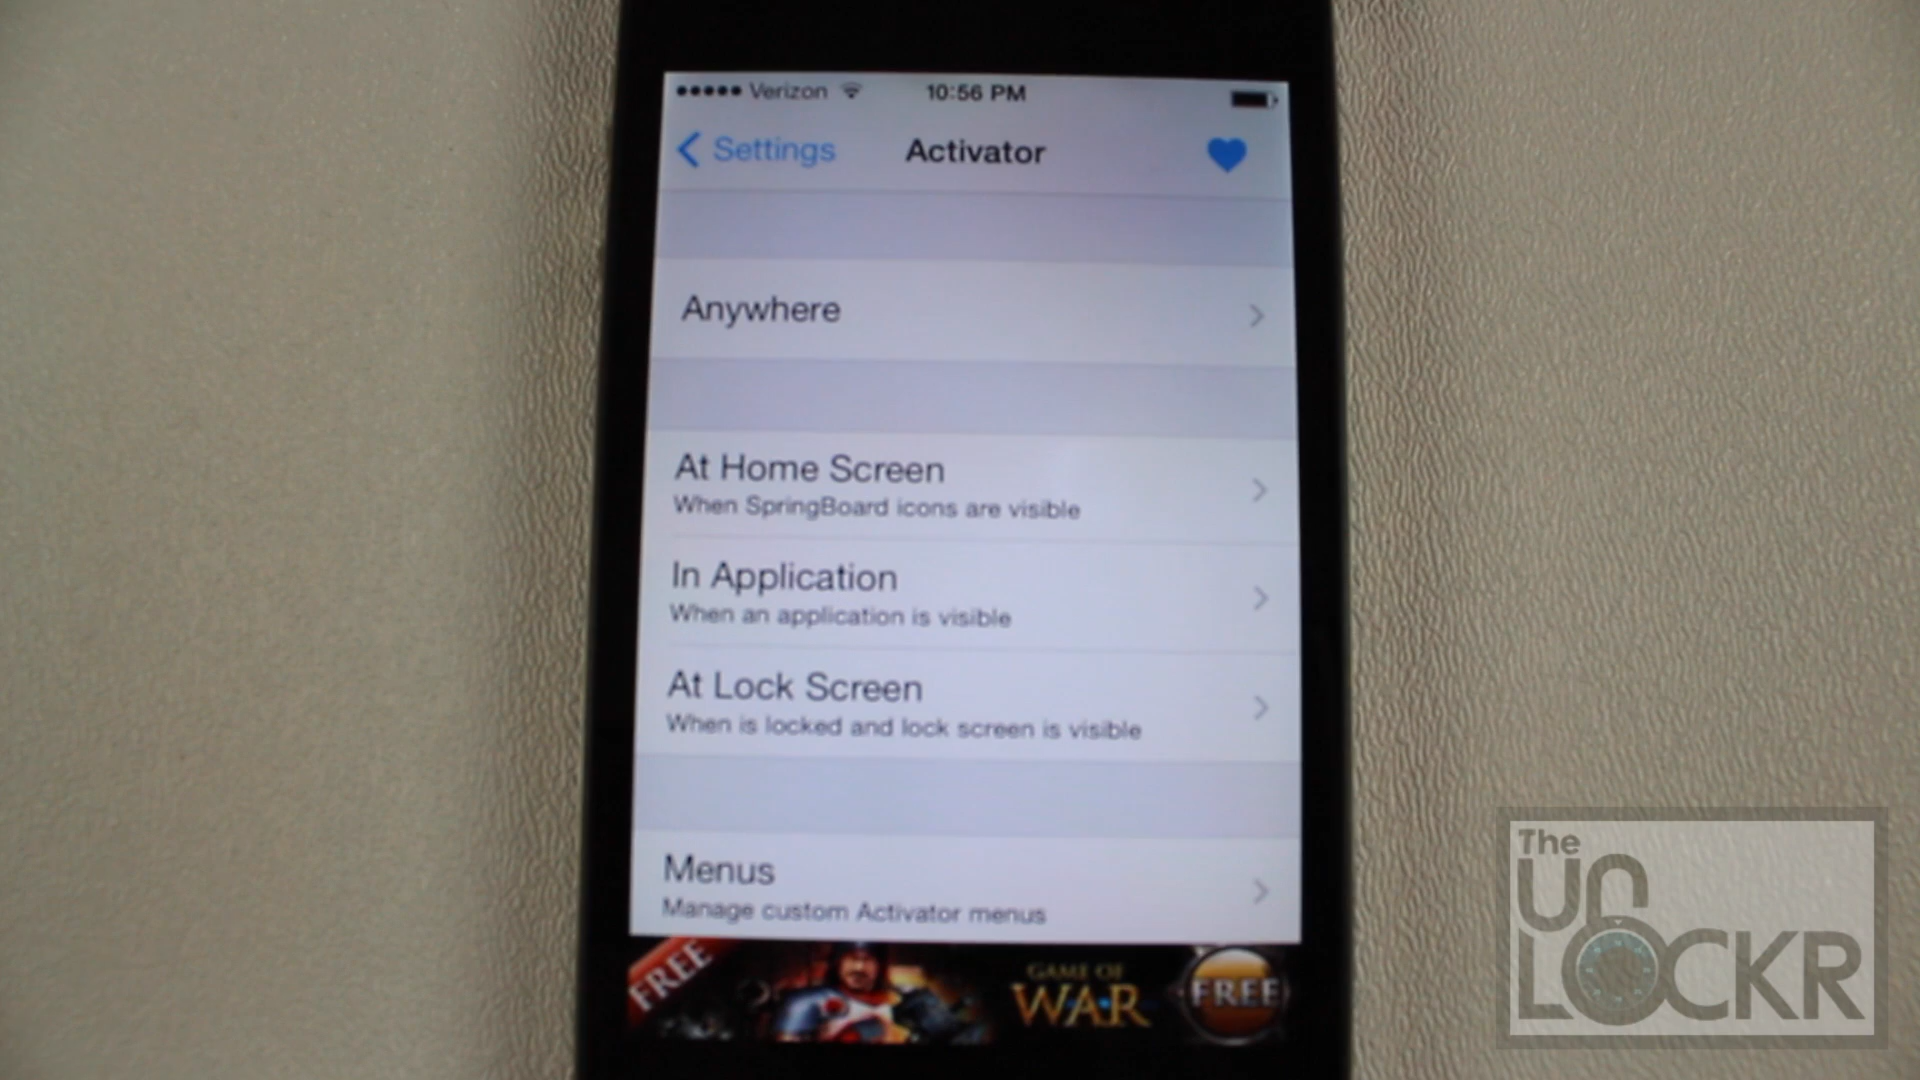 Verizon 10:56 PM
Settings Activator
Anywhere
At Home Screen
When SpringBoard icons are visible
In Application
When an application is visible
At Lock Screen
When is locked and lock screen is visible
Menus
Manage custom Activator menus
FREE GAME OF WAR FREE
The
UN
LOCKR